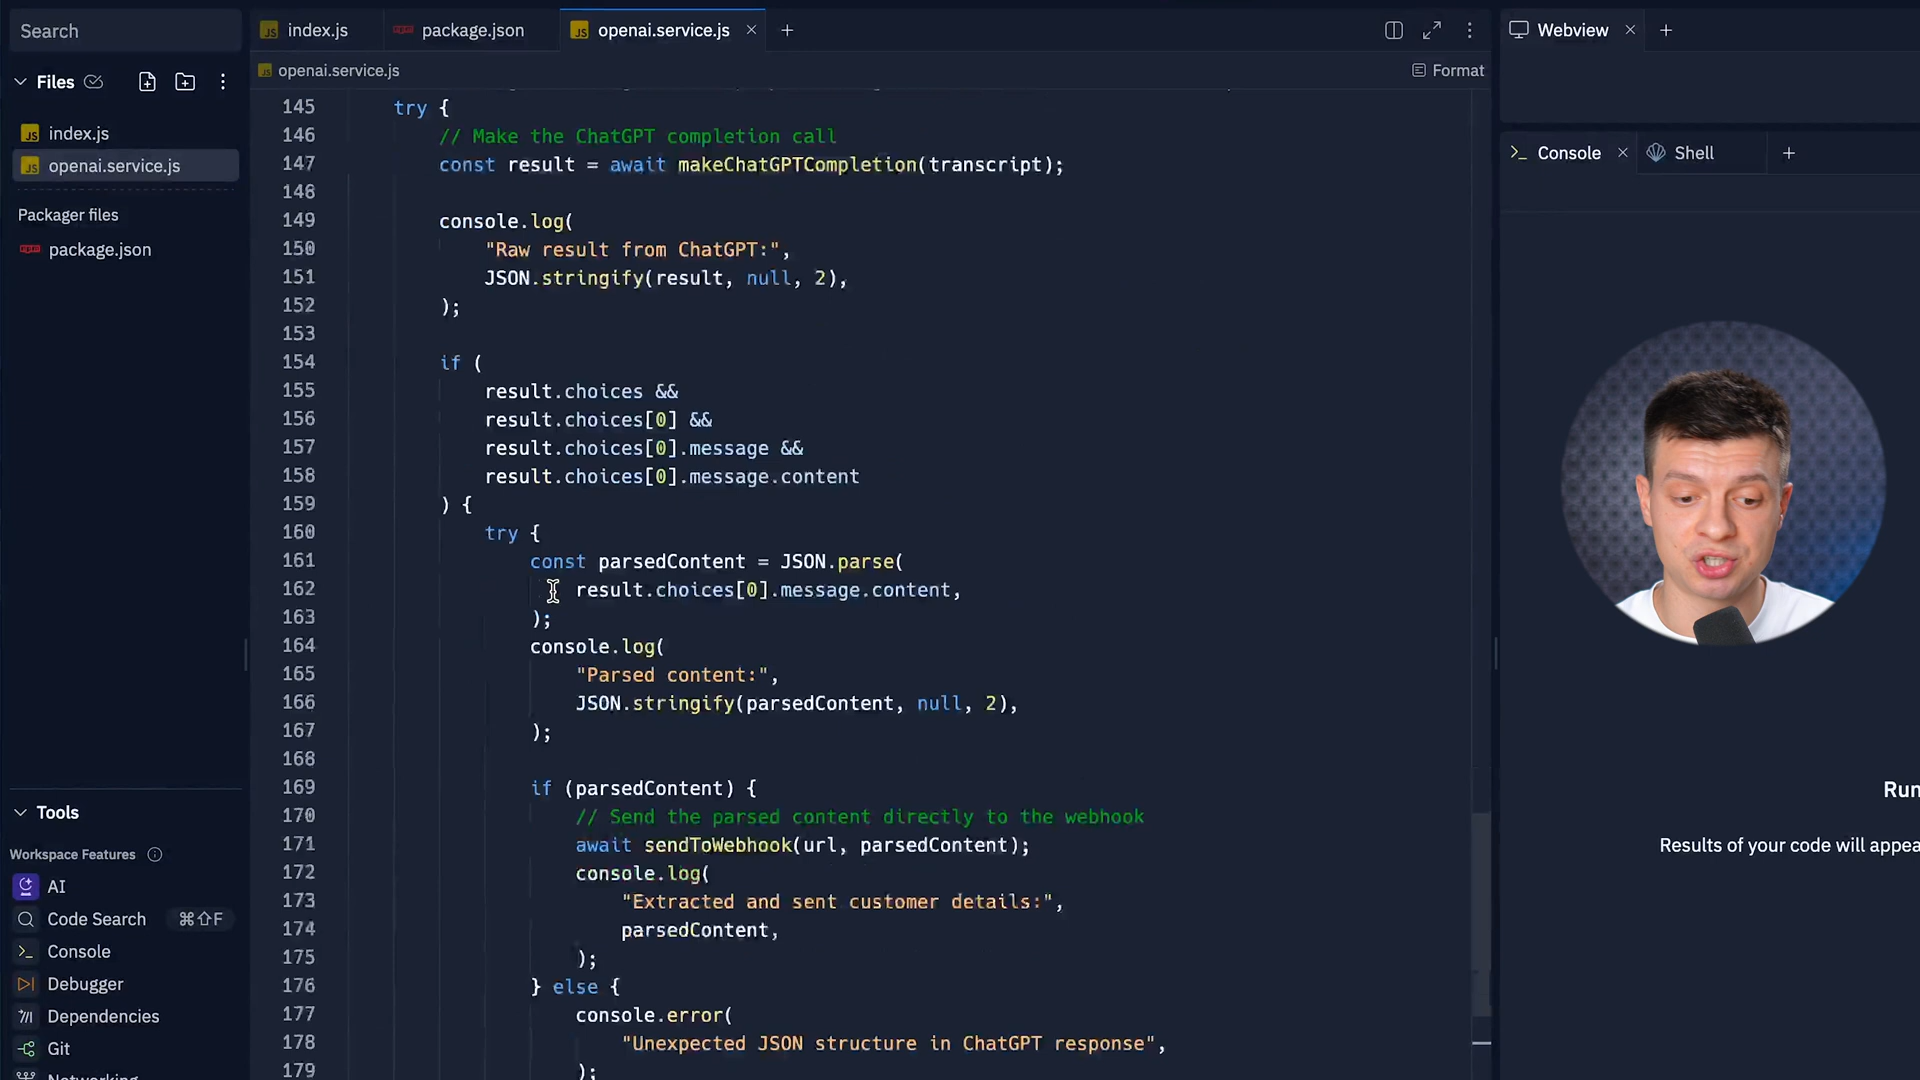 Search
Files
index.js
openai.service.js
Packager files
package.json
Tools
Workspace Features
AI
Code Search ⌘⇧F
Console
Debugger
Dependencies
Git
Networking
index.js
package.json
openai.service.js
openai.service.js
Format
145 try {
146 // Make the ChatGPT completion call
147 const result = await makeChatGPTCompletion(transcript);
148
149 console.log(
150 "Raw result from ChatGPT:",
151 JSON.stringify(result, null, 2),
152 );
153
154 if (
155 result.choices &&
156 result.choices[0] &&
157 result.choices[0].message &&
158 result.choices[0].message.content
159 ) {
160 try {
161 const parsedContent = JSON.parse(
162 result.choices[0].message.content,
163 );
164 console.log(
165 "Parsed content:",
166 JSON.stringify(parsedContent, null, 2),
167 );
168
169 if (parsedContent) {
170 // Send the parsed content directly to the webhook
171 await sendToWebhook(url, parsedContent);
172 console.log(
173 "Extracted and sent customer details:",
174 parsedContent,
175 );
176 } else {
177 console.error(
178 "Unexpected JSON structure in ChatGPT response",
179 );
Webview
Console
Shell
Run
Results of your code will appea